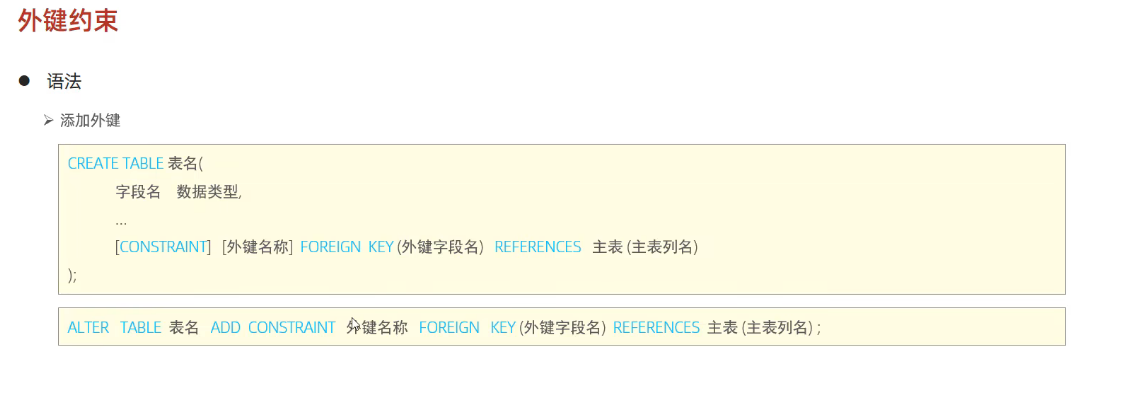 外键约束
● 语法
➢ 添加外键
CREATE TABLE 表名(
字段名 数据类型,
...
[CONSTRAINT] [外键名称] FOREIGN KEY (外键字段名) REFERENCES 主表 (主表列名)
);
ALTER TABLE 表名 ADD CONSTRAINT 外键名称 FOREIGN KEY (外键字段名) REFERENCES 主表 (主表列名) ;